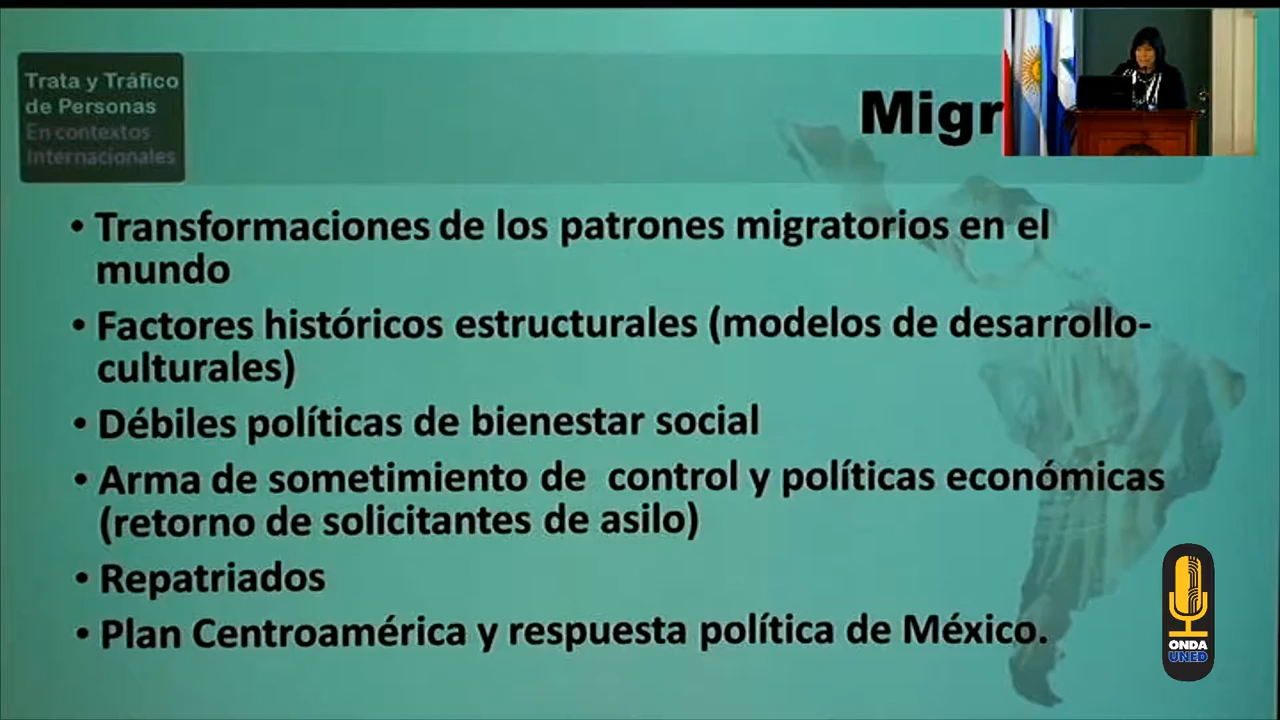 Trata y Tráfico
de Personas
En contextos
Internacionales
Migr
• Transformaciones de los patrones migratorios en el
mundo
• Factores históricos estructurales (modelos de desarrollo-
culturales)
• Débiles políticas de bienestar social
• Arma de sometimiento de  control y políticas económicas
(retorno de solicitantes de asilo)
• Repatriados
• Plan Centroamérica y respuesta política de México.
ONDA
UNED